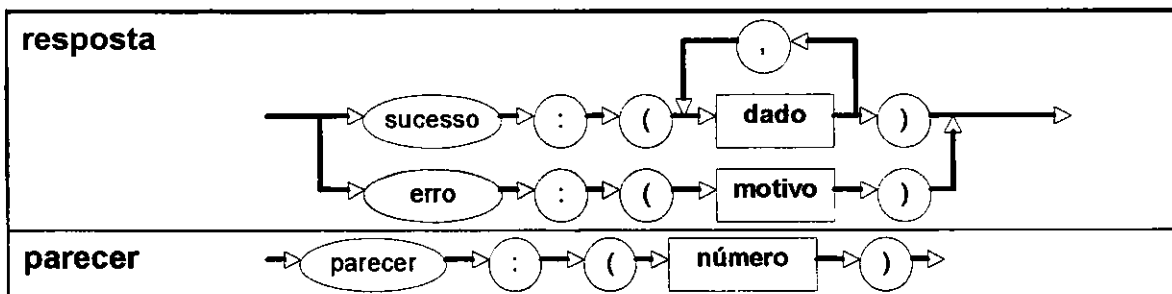 resposta
,
sucesso : ( dado )
erro : ( motivo )
parecer parecer : ( número )